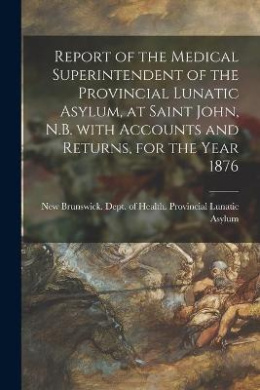 Report of the Medical
Superintendent of the
Provincial Lunatic
Asylum, at Saint John,
N.B. with Accounts and
Returns, for the Year
1876
New Brunswick. Dept. of Health. Provincial Lunatic
Asylum